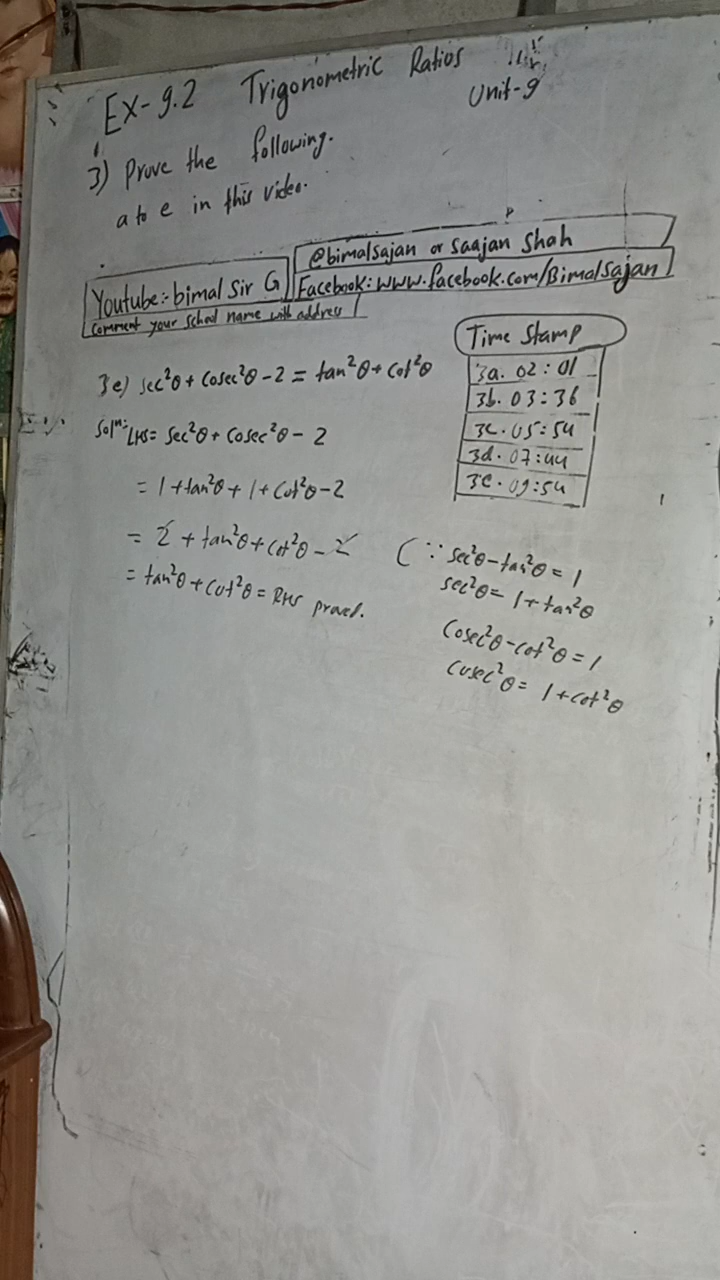 Ex-9.2 Trigonometric Ratios
Unit-9
3) Prove the following.
a to e in this video.
@bimalsajan or Saajan Shah
Youtube:- bimal Sir G
Facebook: www.facebook.com/Bimalsajan
Comment your School name with address
Time Stamp
3a. 02:01
3b. 03:36
3c. 05:54
3d. 07:44
3e. 09:54
3e) sec²θ + Cosec²θ - 2 = tan²θ + Cot²θ
Solⁿ:- LHS = Sec²θ + Cosec²θ - 2
= 1 + tan²θ + 1 + Cot²θ - 2
= 2 + tan²θ + Cot²θ - 2
= tan²θ + Cot²θ = RHS proved.
(∵ sec²θ - tan²θ = 1
sec²θ = 1 + tan²θ
Cosec²θ - cot²θ = 1
cosec²θ = 1 + cot²θ